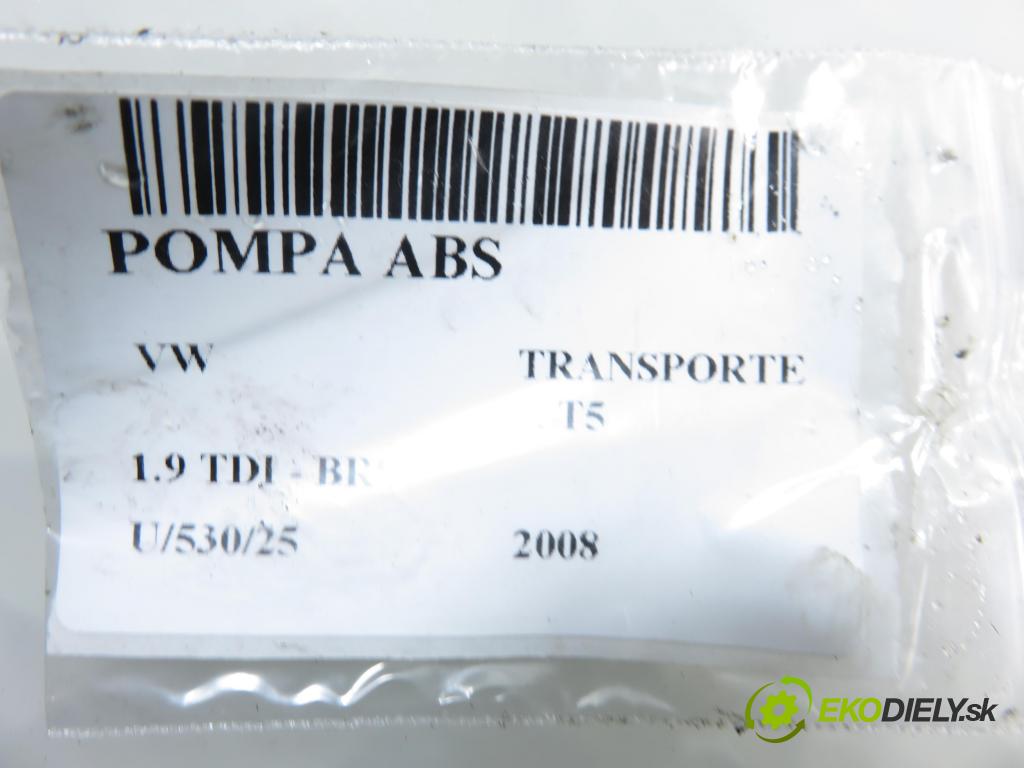 POMPA ABS
VW TRANSPORTE
T5
1.9 TDI - BR
U/530/25 2008
EKODIELY.sk